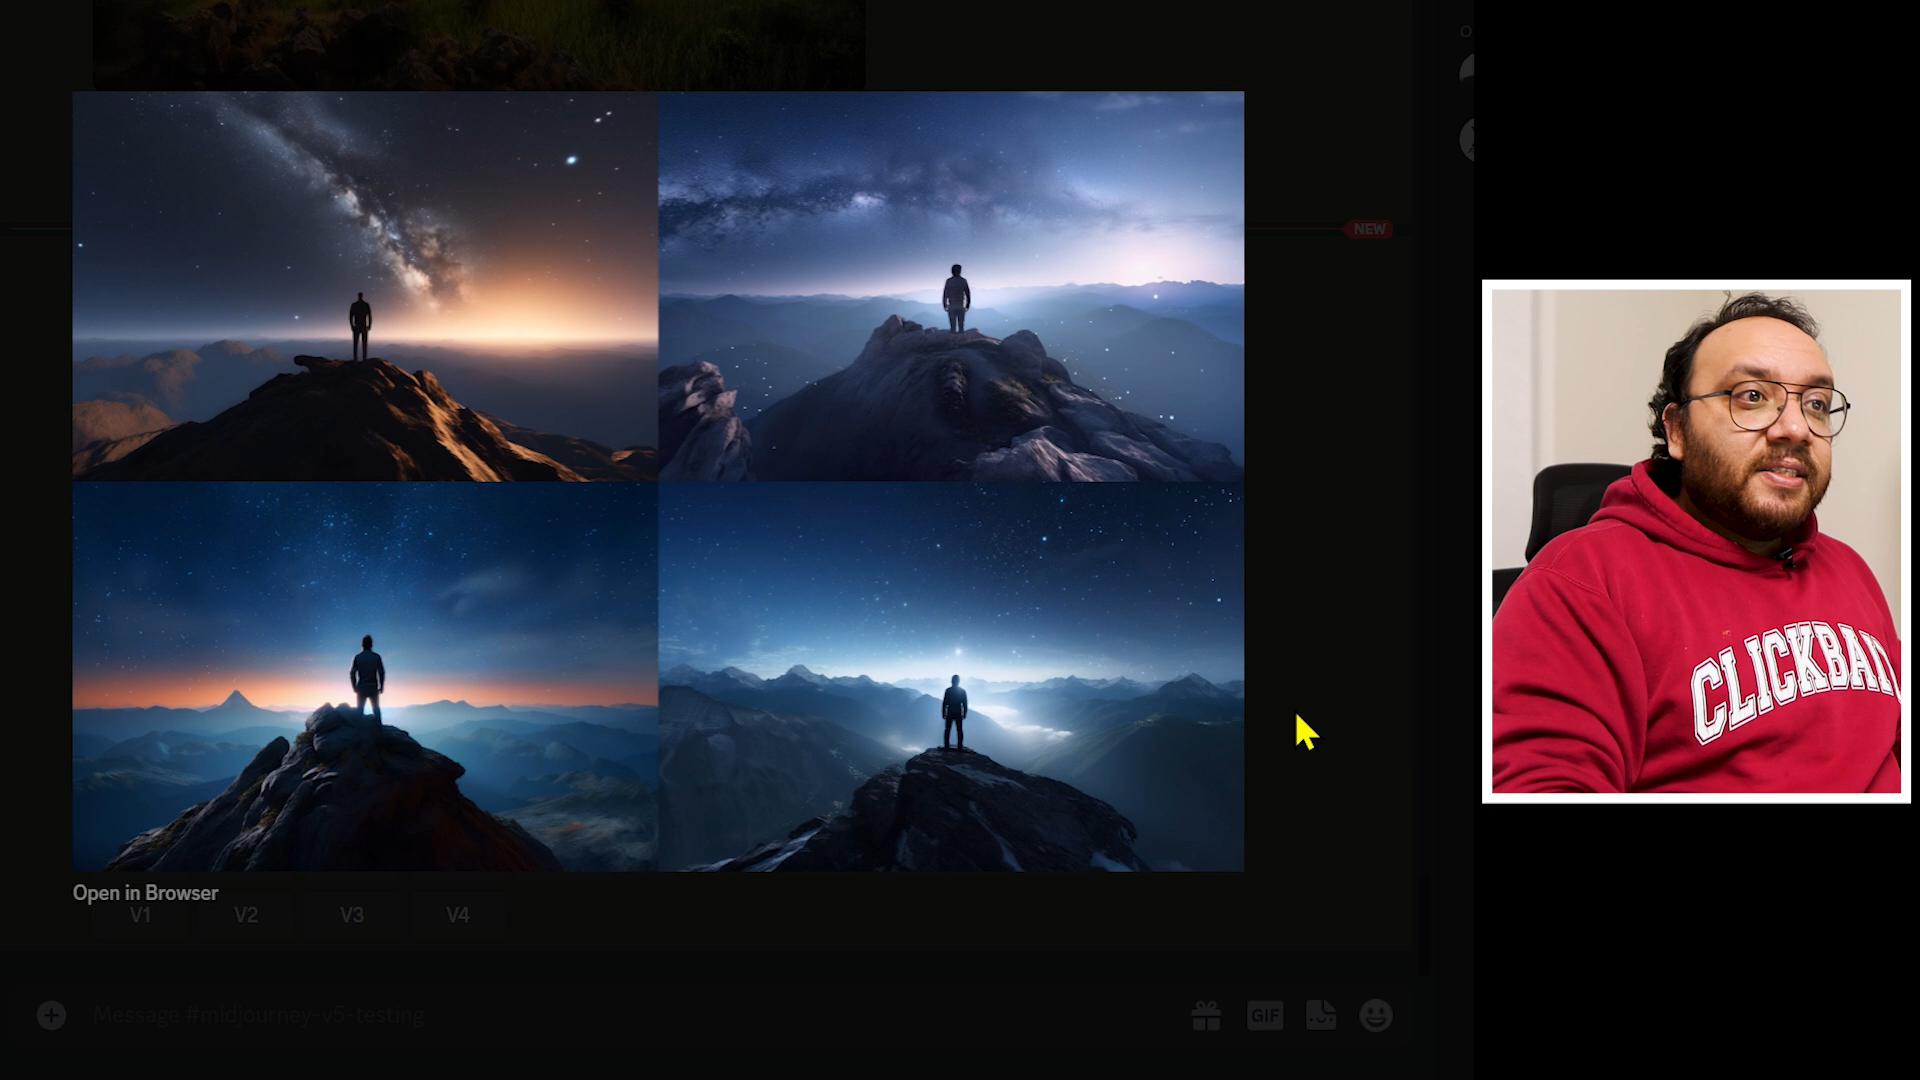 NEW
CLICKBAI
Open in Browser
V1 V2 V3 V4
Message #midjourney-v5-testing
GIF